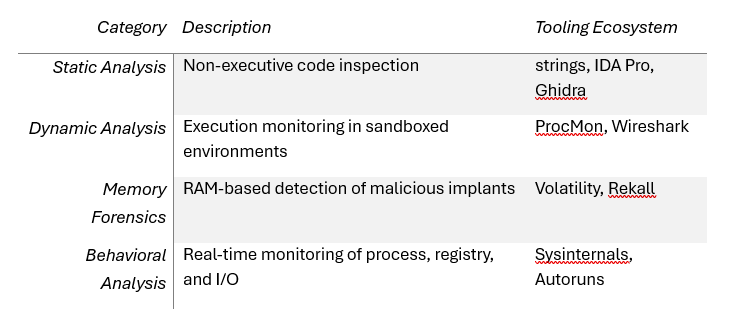 Category Description Tooling Ecosystem
Static Analysis Non-executive code inspection strings, IDA Pro,
Ghidra
Dynamic Analysis Execution monitoring in sandboxed ProcMon, Wireshark
environments
Memory RAM-based detection of malicious implants Volatility, Rekall
Forensics
Behavioral Real-time monitoring of process, registry, Sysinternals,
Analysis and I/O Autoruns